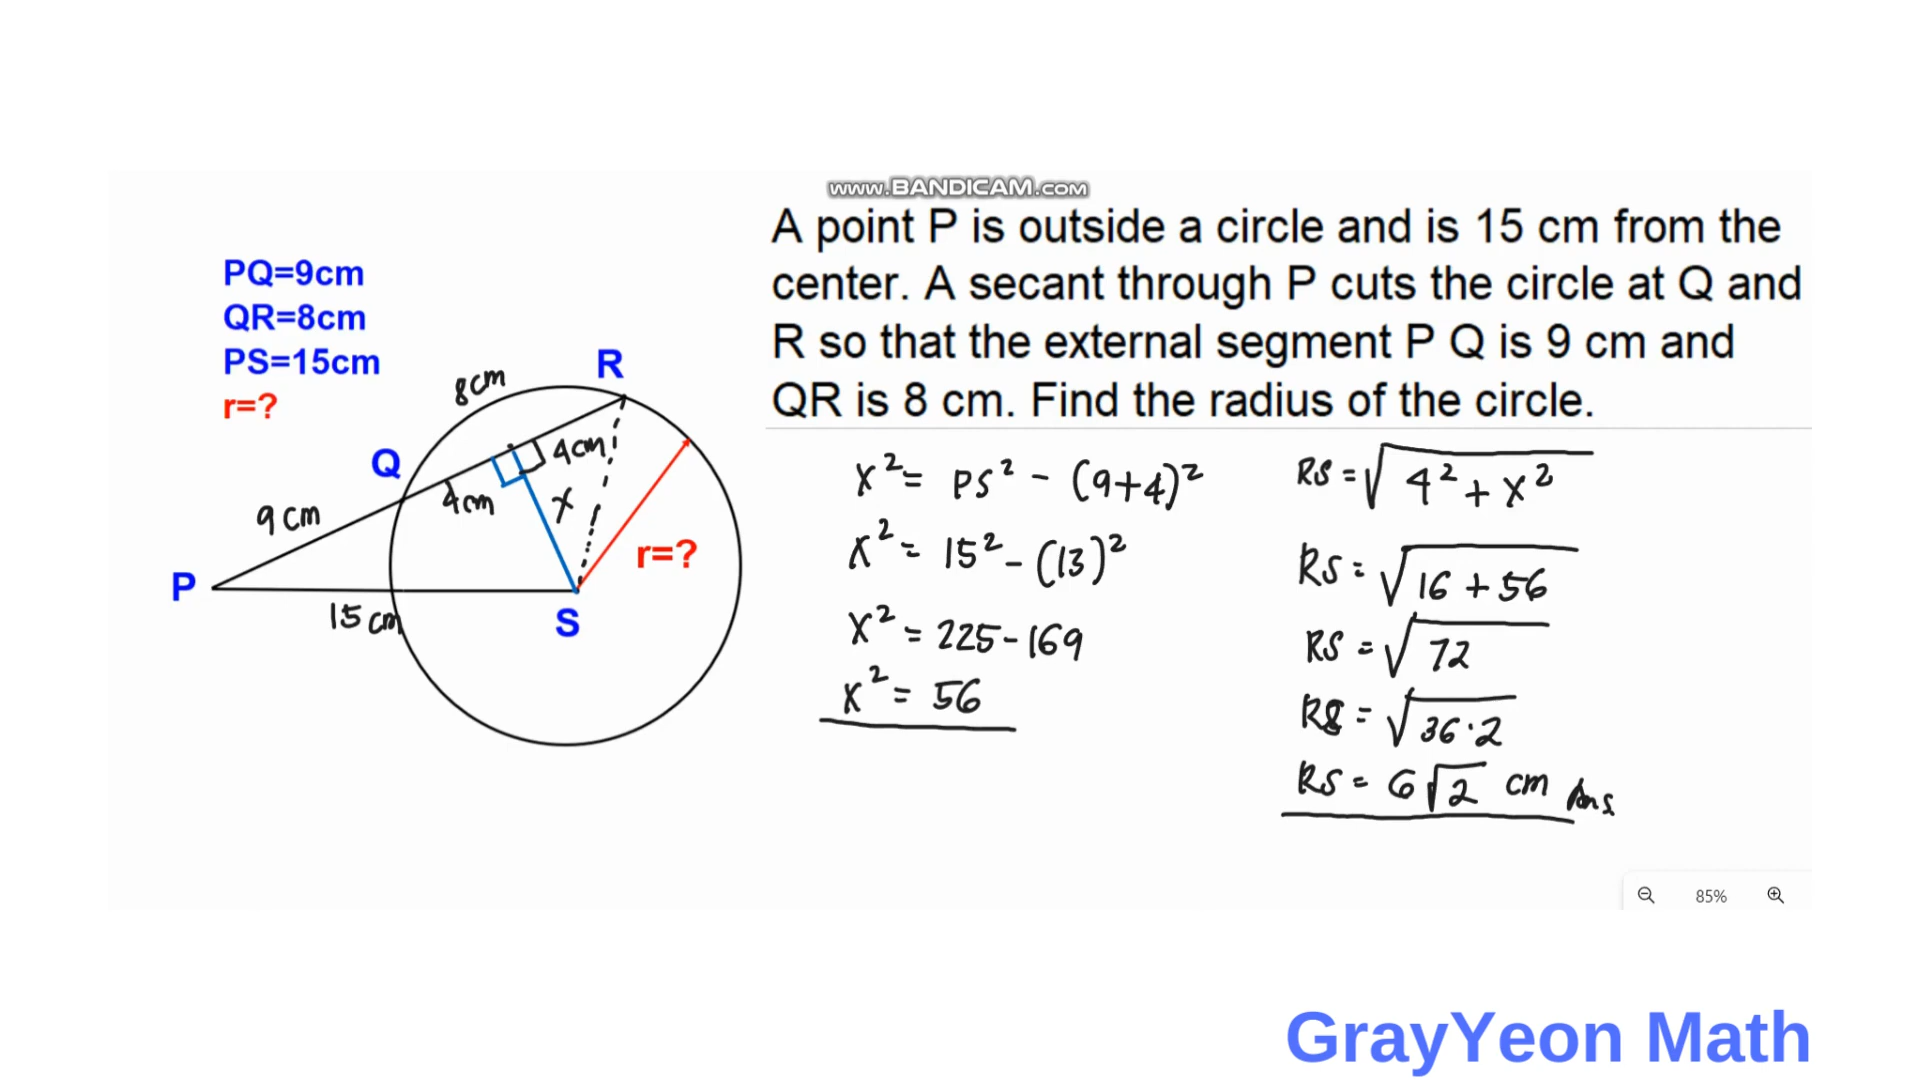 www.BANDICAM.com
A point P is outside a circle and is 15 cm from the
center. A secant through P cuts the circle at Q and
R so that the external segment P Q is 9 cm and
QR is 8 cm. Find the radius of the circle.
PQ=9cm
QR=8cm
PS=15cm
r=?
8cm
R
Q
4cm
4cm
x
9cm
r=?
P
15cm
S
x² = PS² - (9+4)²
x² = 15² - (13)²
x² = 225 - 169
x² = 56
RS = √4² + x²
RS = √16 + 56
RS = √72
RS = √36·2
RS = 6√2 cm Ans
85%
GrayYeon Math